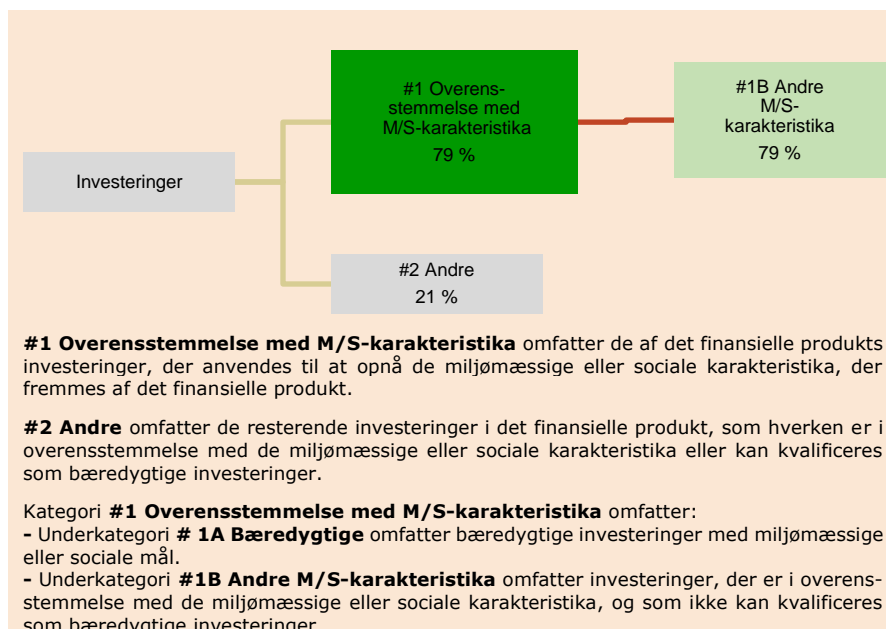 #1 Overens-
stemmelse med
M/S-karakteristika
79 %
#1B Andre
M/S-
karakteristika
79 %
Investeringer
#2 Andre
21 %
#1 Overensstemmelse med M/S-karakteristika omfatter de af det finansielle produkts
investeringer, der anvendes til at opnå de miljømæssige eller sociale karakteristika, der
fremmes af det finansielle produkt.
#2 Andre omfatter de resterende investeringer i det finansielle produkt, som hverken er i
overensstemmelse med de miljømæssige eller sociale karakteristika eller kan kvalificeres
som bæredygtige investeringer.
Kategori #1 Overensstemmelse med M/S-karakteristika omfatter:
- Underkategori # 1A Bæredygtige omfatter bæredygtige investeringer med miljømæssige
eller sociale mål.
- Underkategori #1B Andre M/S-karakteristika omfatter investeringer, der er i overens-
stemmelse med de miljømæssige eller sociale karakteristika, og som ikke kan kvalificeres
som bæredygtige investeringer